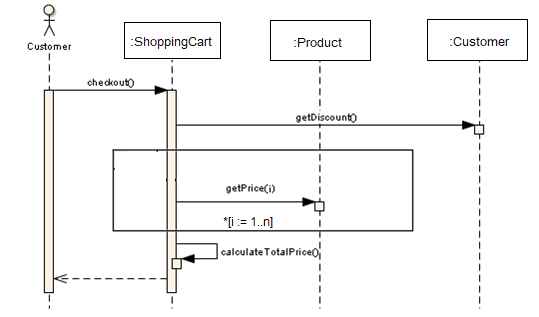 Customer
:ShoppingCart
:Product
:Customer
checkout()
getDiscount()
getPrice(i)
*[i := 1..n]
calculateTotalPrice()